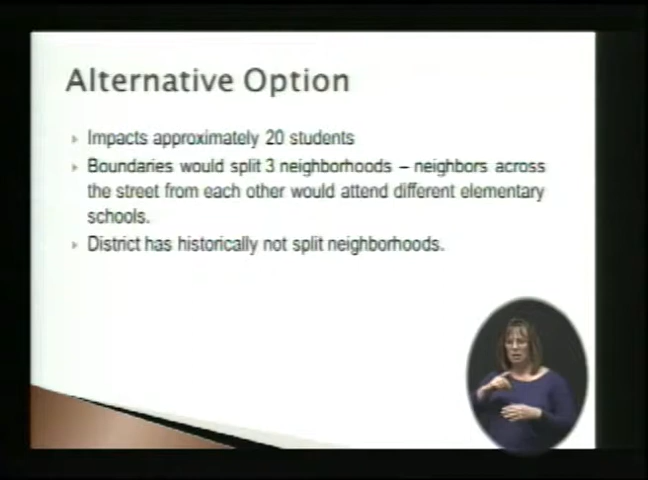 Alternative Option
Impacts approximately 20 students
Boundaries would split 3 neighborhoods – neighbors across
the street from each other would attend different elementary
schools.
District has historically not split neighborhoods.